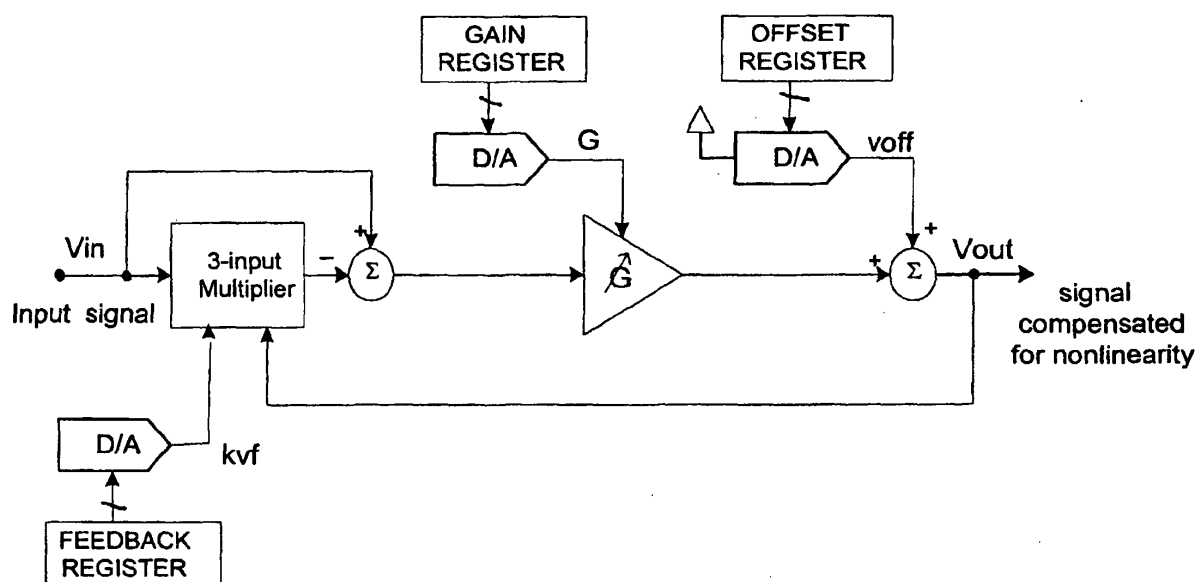 GAIN
REGISTER
OFFSET
REGISTER
D/A
G
D/A
voff
Vin
Input signal
3-input
Multiplier
−
+
Σ
G
+
+
Σ
Vout
signal
compensated
for nonlinearity
D/A
kvf
FEEDBACK
REGISTER